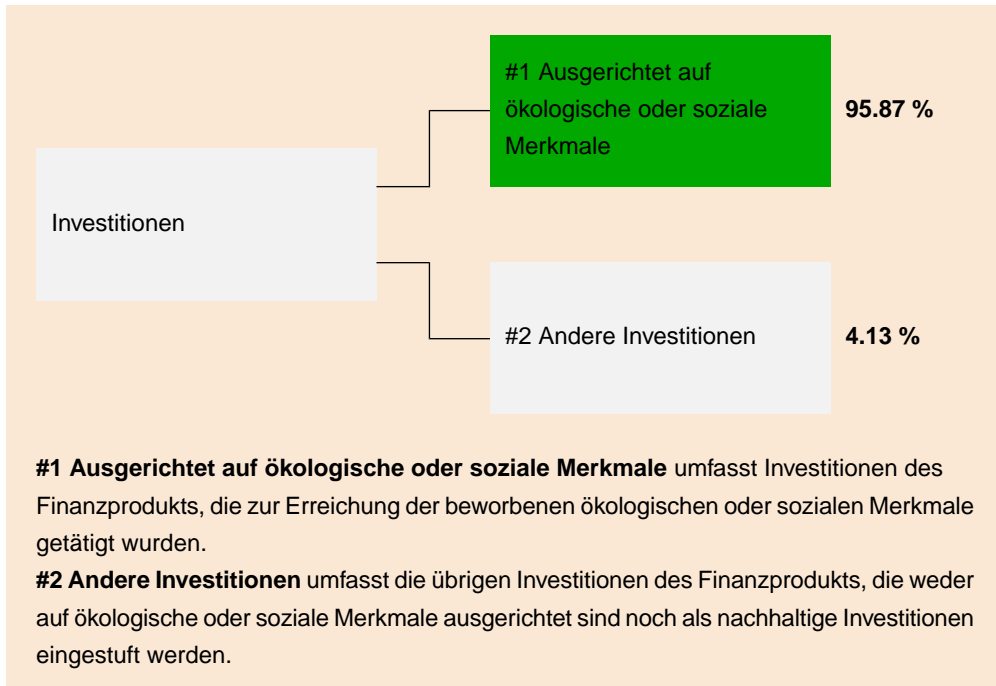 #1 Ausgerichtet auf
ökologische oder soziale
Merkmale
95.87 %
Investitionen
#2 Andere Investitionen
4.13 %
#1 Ausgerichtet auf ökologische oder soziale Merkmale umfasst Investitionen des
Finanzprodukts, die zur Erreichung der beworbenen ökologischen oder sozialen Merkmale
getätigt wurden.
#2 Andere Investitionen umfasst die übrigen Investitionen des Finanzprodukts, die weder
auf ökologische oder soziale Merkmale ausgerichtet sind noch als nachhaltige Investitionen
eingestuft werden.